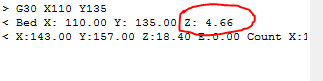 > G30 X110 Y135
< Bed X: 110.00 Y: 135.00 Z: 4.66
< X:143.00 Y:157.00 Z:18.40 E:0.00 Count X:1